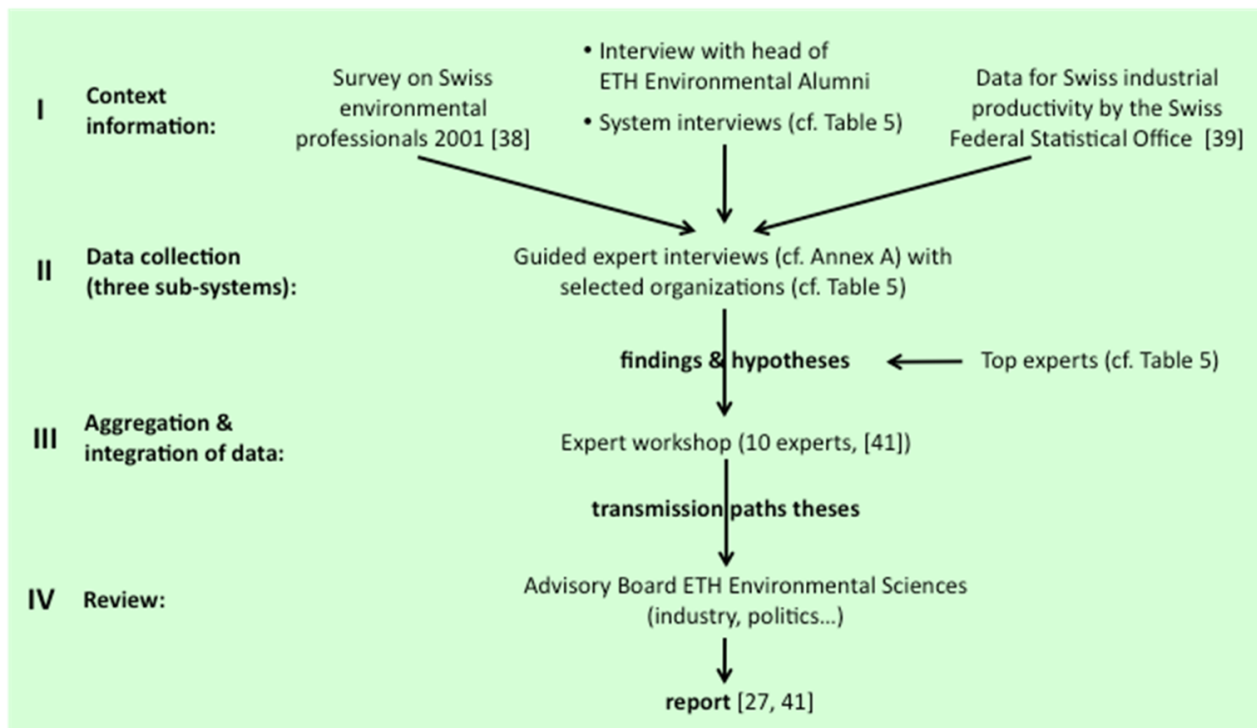 I
Context
information:
Survey on Swiss
environmental
professionals 2001 [38]
• Interview with head of
ETH Environmental Alumni
• System interviews (cf. Table 5)
Data for Swiss industrial
productivity by the Swiss
Federal Statistical Office [39]
II
Data collection
(three sub-systems):
Guided expert interviews (cf. Annex A) with
selected organizations (cf. Table 5)
findings & hypotheses
Top experts (cf. Table 5)
III
Aggregation &
integration of data:
Expert workshop (10 experts, [41])
transmission paths theses
IV
Review:
Advisory Board ETH Environmental Sciences
(industry, politics...)
report [27, 41]